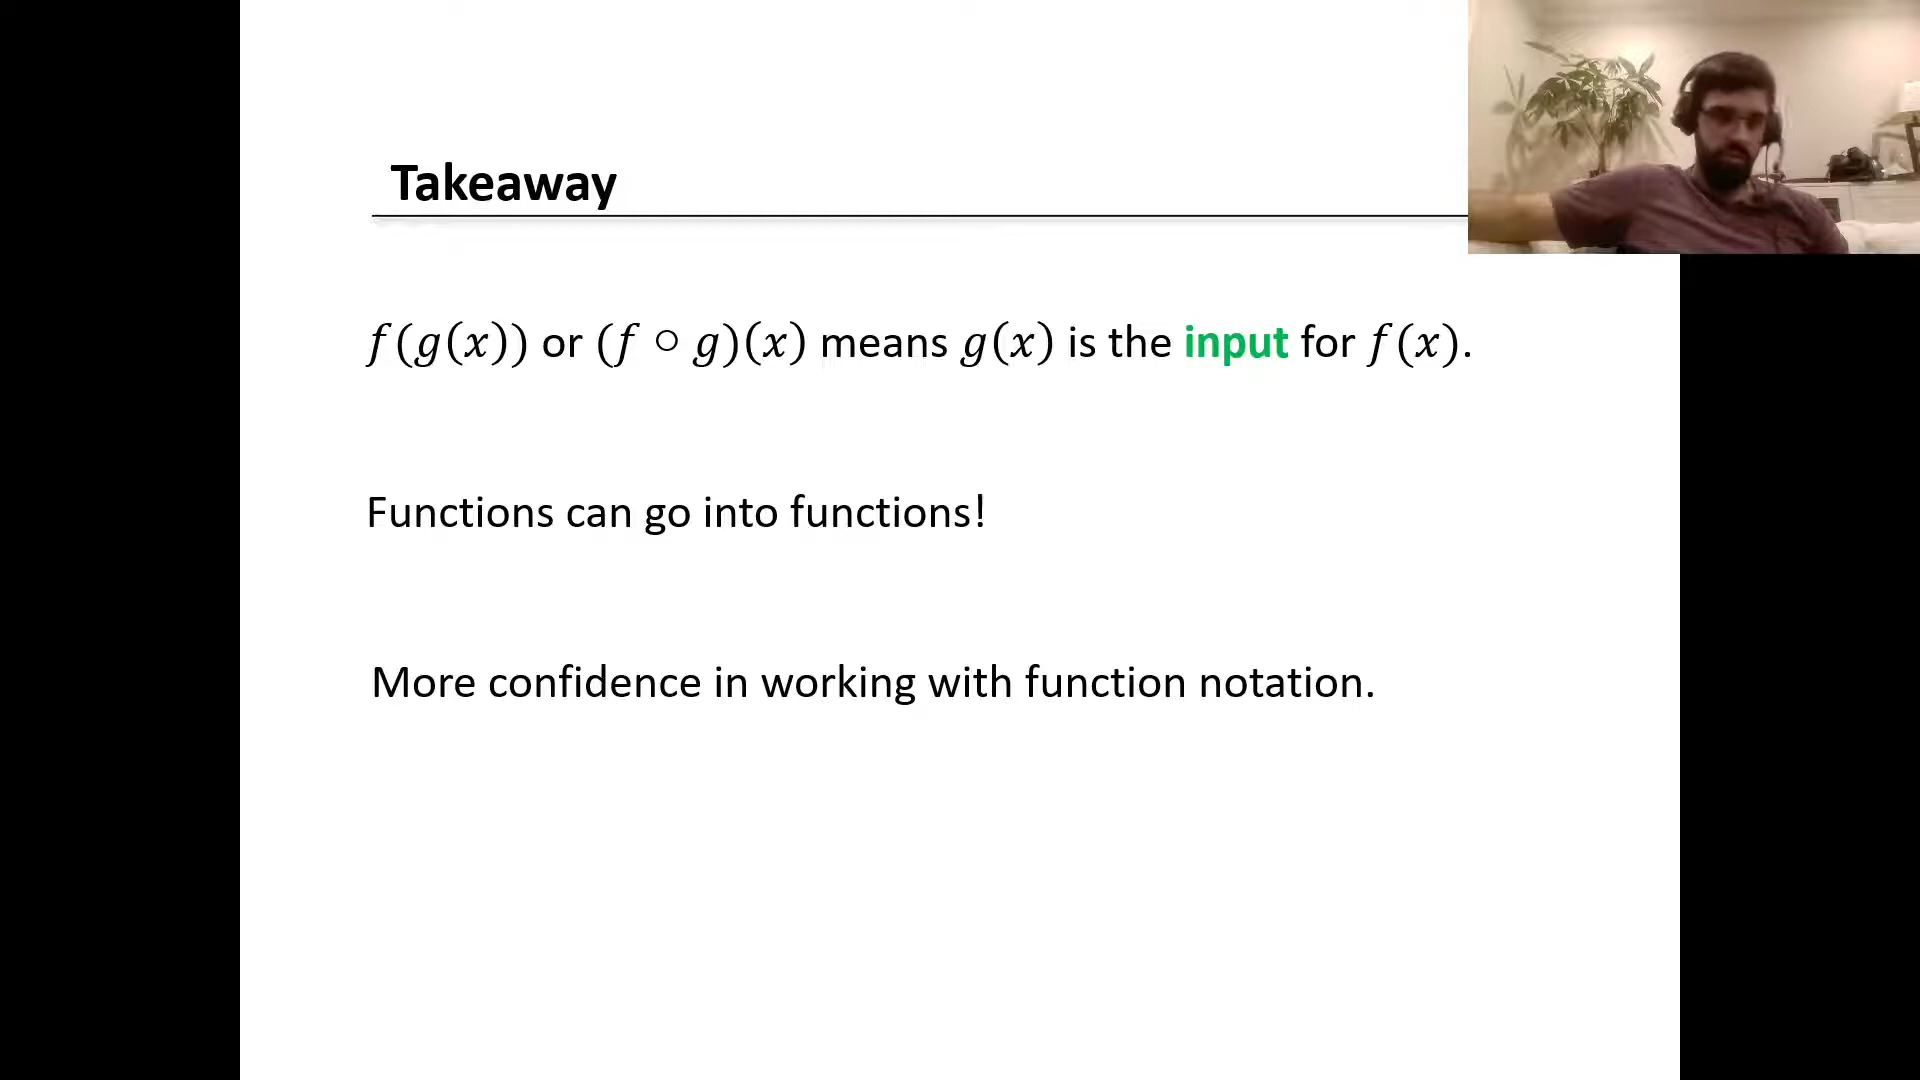 Takeaway
f(g(x)) or (f ∘ g)(x) means g(x) is the input for f(x).
Functions can go into functions!
More confidence in working with function notation.